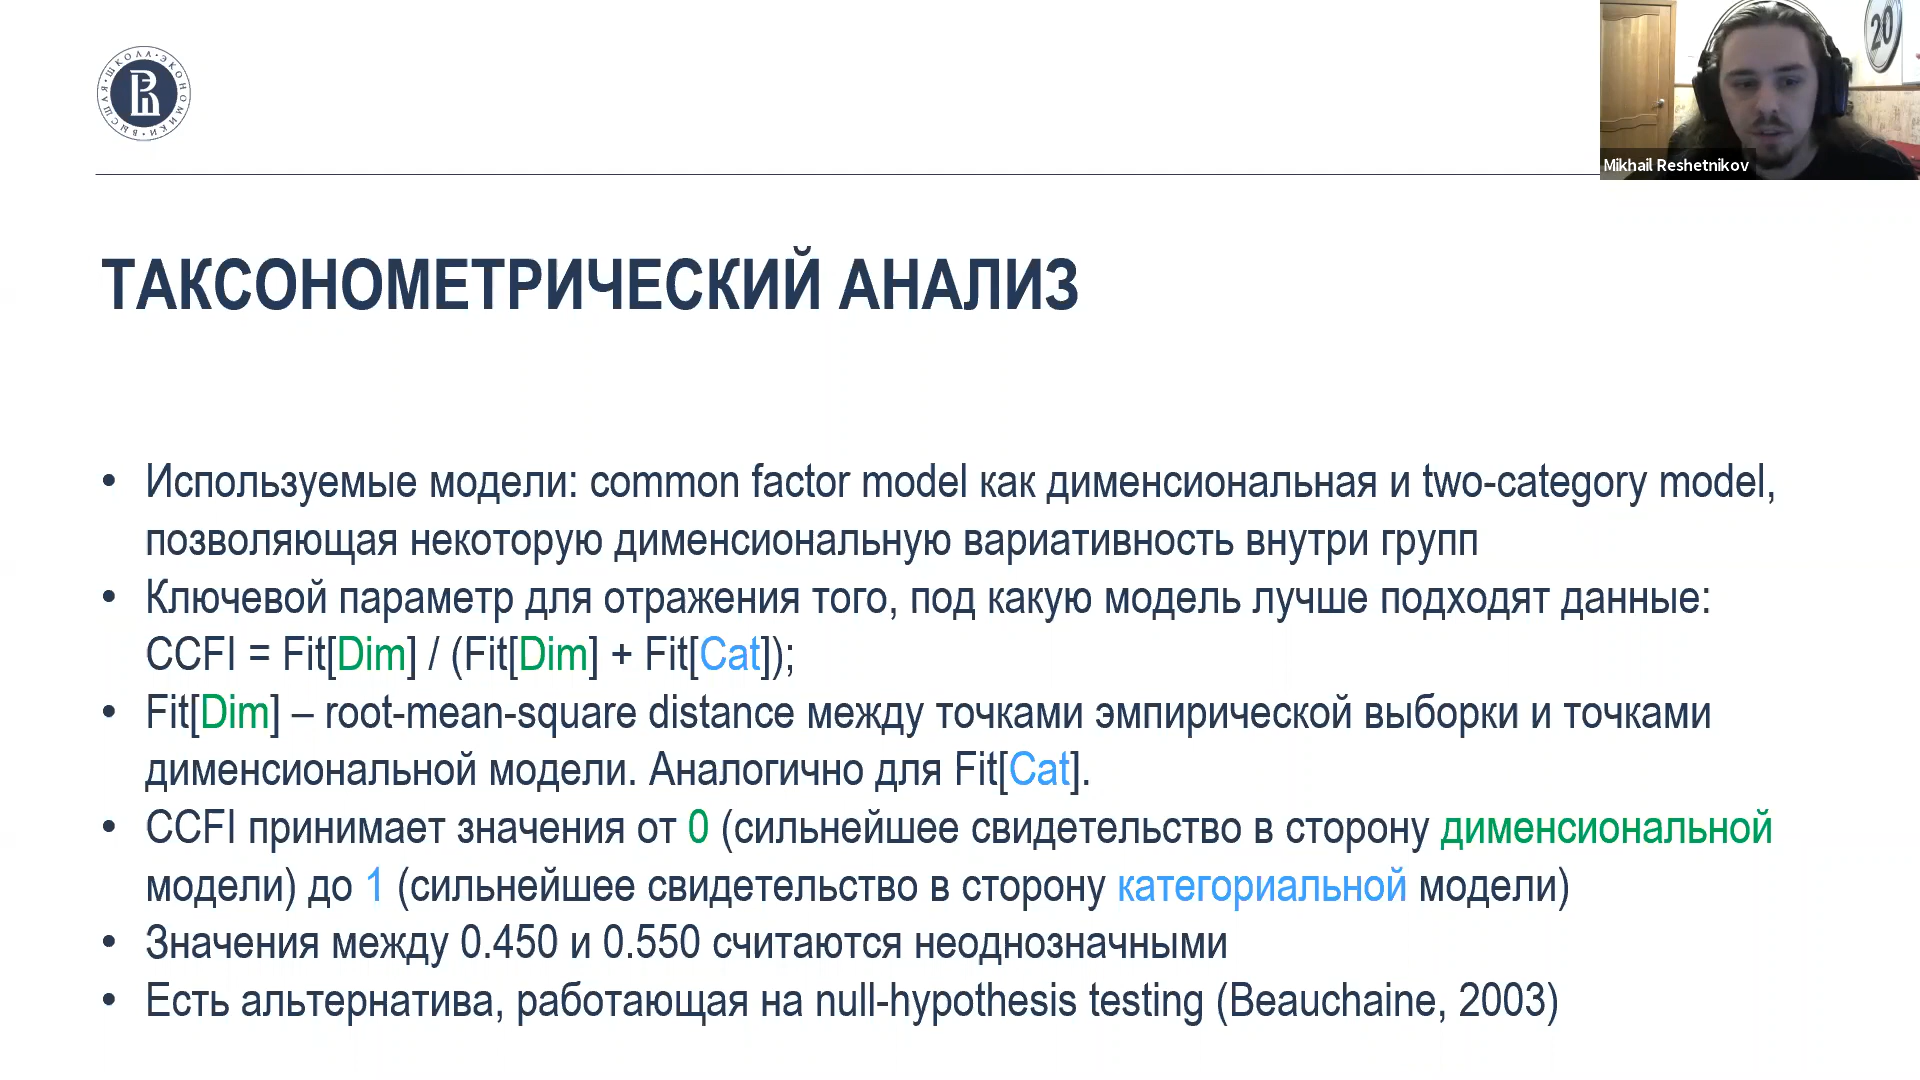 ВЫСШАЯ ШКОЛА ЭКОНОМИКИ
20
Mikhail Reshetnikov
ТАКСОНОМЕТРИЧЕСКИЙ АНАЛИЗ
• Используемые модели: common factor model как дименсиональная и two-category model,
позволяющая некоторую дименсиональную вариативность внутри групп
• Ключевой параметр для отражения того, под какую модель лучше подходят данные:
CCFI = Fit[Dim] / (Fit[Dim] + Fit[Cat]);
• Fit[Dim] – root-mean-square distance между точками эмпирической выборки и точками
дименсиональной модели. Аналогично для Fit[Cat].
• CCFI принимает значения от 0 (сильнейшее свидетельство в сторону дименсиональной
модели) до 1 (сильнейшее свидетельство в сторону категориальной модели)
• Значения между 0.450 и 0.550 считаются неоднозначными
• Есть альтернатива, работающая на null-hypothesis testing (Beauchaine, 2003)